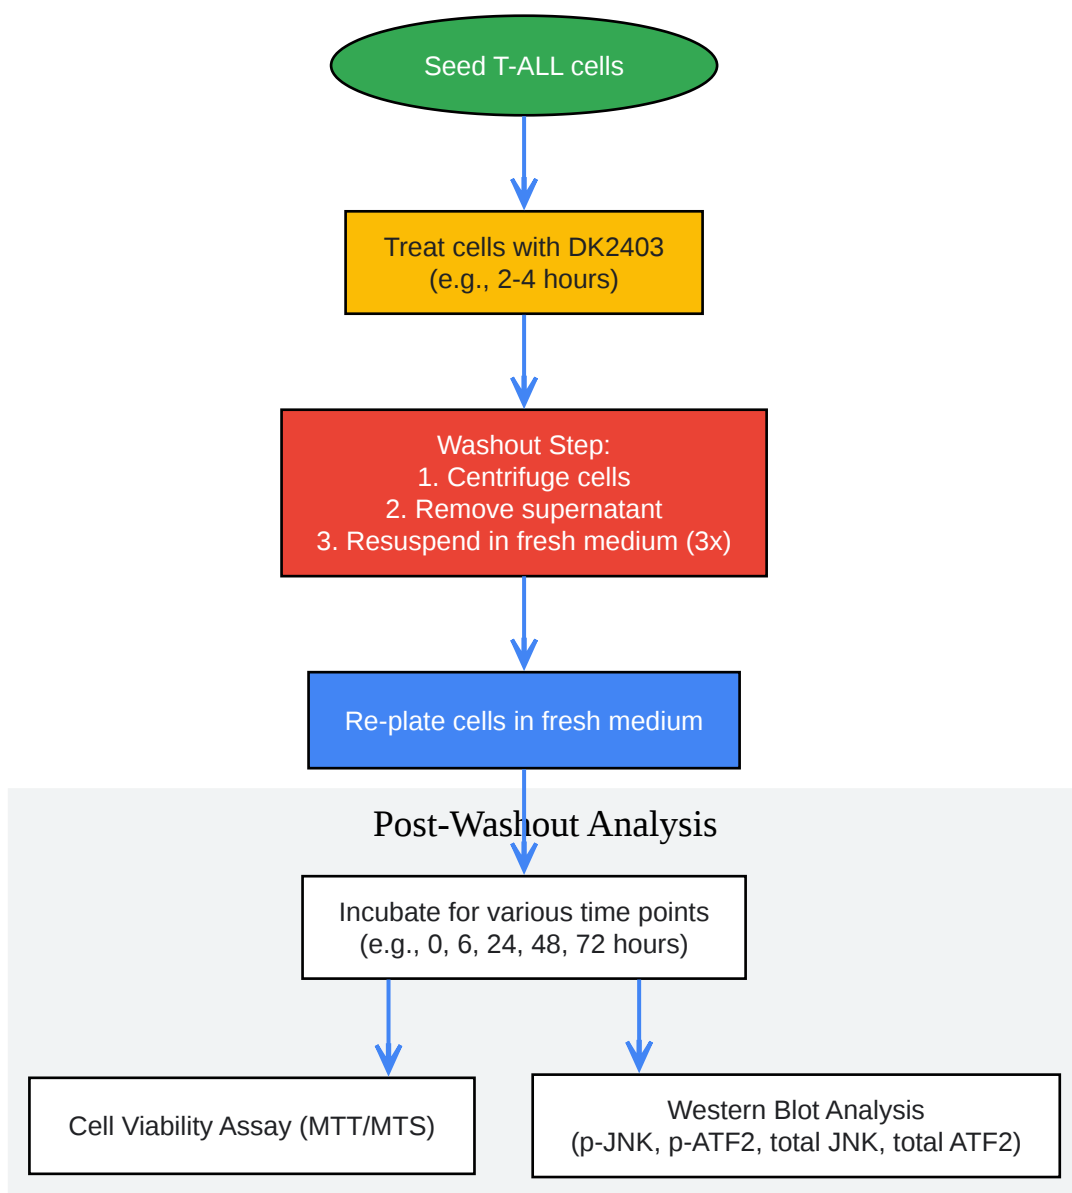 Seed T-ALL cells
Treat cells with DK2403
(e.g., 2-4 hours)
Washout Step:
1. Centrifuge cells
2. Remove supernatant
3. Resuspend in fresh medium (3x)
Re-plate cells in fresh medium
Post-Washout Analysis
Incubate for various time points
(e.g., 0, 6, 24, 48, 72 hours)
Cell Viability Assay (MTT/MTS)
Western Blot Analysis
(p-JNK, p-ATF2, total JNK, total ATF2)